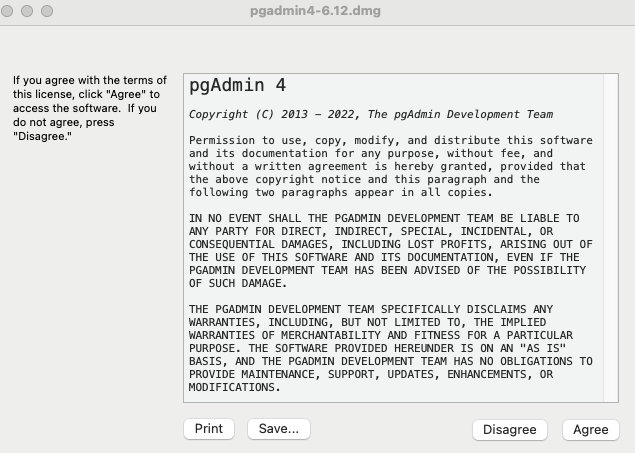 pgadmin4-6.12.dmg
If you agree with the terms of
this license, click "Agree" to
access the software.  If you
do not agree, press
"Disagree."
pgAdmin 4
Copyright (C) 2013 – 2022, The pgAdmin Development Team
Permission to use, copy, modify, and distribute this software
and its documentation for any purpose, without fee, and
without a written agreement is hereby granted, provided that
the above copyright notice and this paragraph and the
following two paragraphs appear in all copies.
IN NO EVENT SHALL THE PGADMIN DEVELOPMENT TEAM BE LIABLE TO
ANY PARTY FOR DIRECT, INDIRECT, SPECIAL, INCIDENTAL, OR
CONSEQUENTIAL DAMAGES, INCLUDING LOST PROFITS, ARISING OUT OF
THE USE OF THIS SOFTWARE AND ITS DOCUMENTATION, EVEN IF THE
PGADMIN DEVELOPMENT TEAM HAS BEEN ADVISED OF THE POSSIBILITY
OF SUCH DAMAGE.
THE PGADMIN DEVELOPMENT TEAM SPECIFICALLY DISCLAIMS ANY
WARRANTIES, INCLUDING, BUT NOT LIMITED TO, THE IMPLIED
WARRANTIES OF MERCHANTABILITY AND FITNESS FOR A PARTICULAR
PURPOSE. THE SOFTWARE PROVIDED HEREUNDER IS ON AN "AS IS"
BASIS, AND THE PGADMIN DEVELOPMENT TEAM HAS NO OBLIGATIONS TO
PROVIDE MAINTENANCE, SUPPORT, UPDATES, ENHANCEMENTS, OR
MODIFICATIONS.
Print Save... Disagree Agree